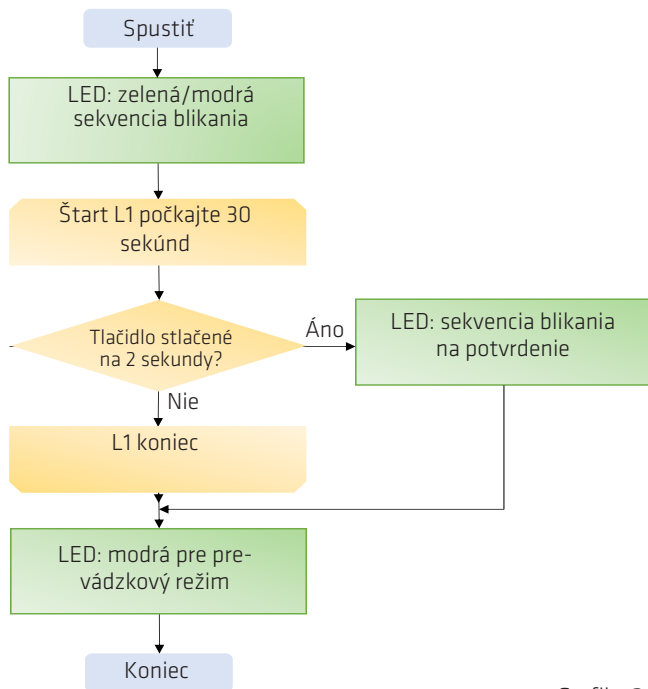 Spustiť
LED: zelená/modrá
sekvencia blikania
Štart L1 počkajte 30
sekúnd
Tlačidlo stlačené
na 2 sekundy?
Áno
LED: sekvencia blikania
na potvrdenie
Nie
L1 koniec
LED: modrá pre pre-
vádzkový režim
Koniec